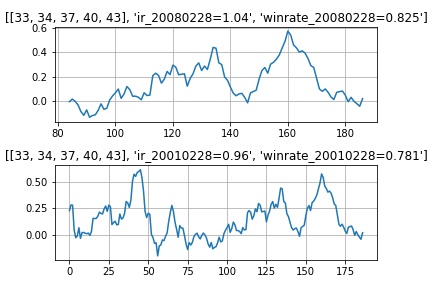 [[33, 34, 37, 40, 43], 'ir_20080228=1.04', 'winrate_20080228=0.825']
0.6
0.4
0.2
0.0
80 100 120 140 160 180
[[33, 34, 37, 40, 43], 'ir_20010228=0.96', 'winrate_20010228=0.781']
0.50
0.25
0.00
0 25 50 75 100 125 150 175